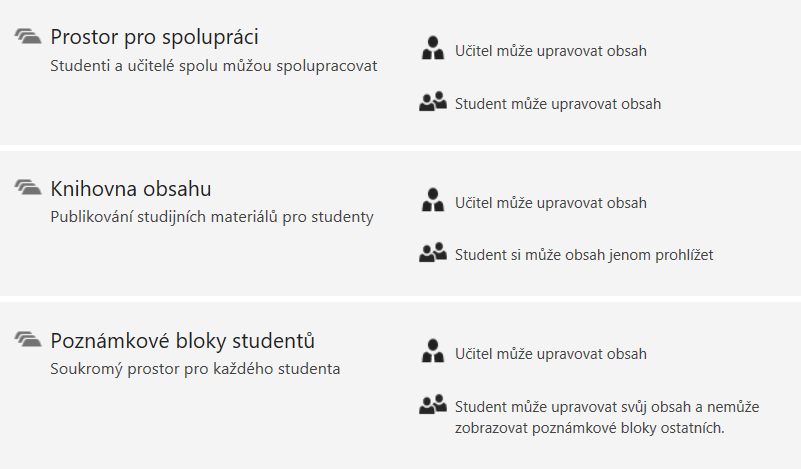 Prostor pro spolupráci
Studenti a učitelé spolu můžou spolupracovat
Učitel může upravovat obsah
Student může upravovat obsah
Knihovna obsahu
Publikování studijních materiálů pro studenty
Učitel může upravovat obsah
Student si může obsah jenom prohlížet
Poznámkové bloky studentů
Soukromý prostor pro každého studenta
Učitel může upravovat obsah
Student může upravovat svůj obsah a nemůže
zobrazovat poznámkové bloky ostatních.